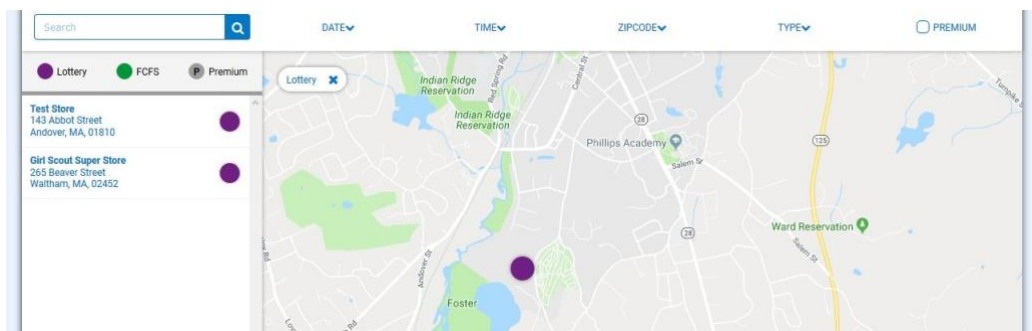 Search
DATE
TIME
ZIPCODE
TYPE
PREMIUM
Lottery
FCFS
P Premium
Test Store
143 Abbot Street
Andover, MA, 01810
Girl Scout Super Store
265 Beaver Street
Waltham, MA, 02452
Lottery
Indian Ridge
Reservation
Red Spring Rd
Central St
Indian Ridge
Reservation
28
Phillips Academy
Salem St
125
Turnpike
28
Ward Reservation
Salem St
Andover St
Foster